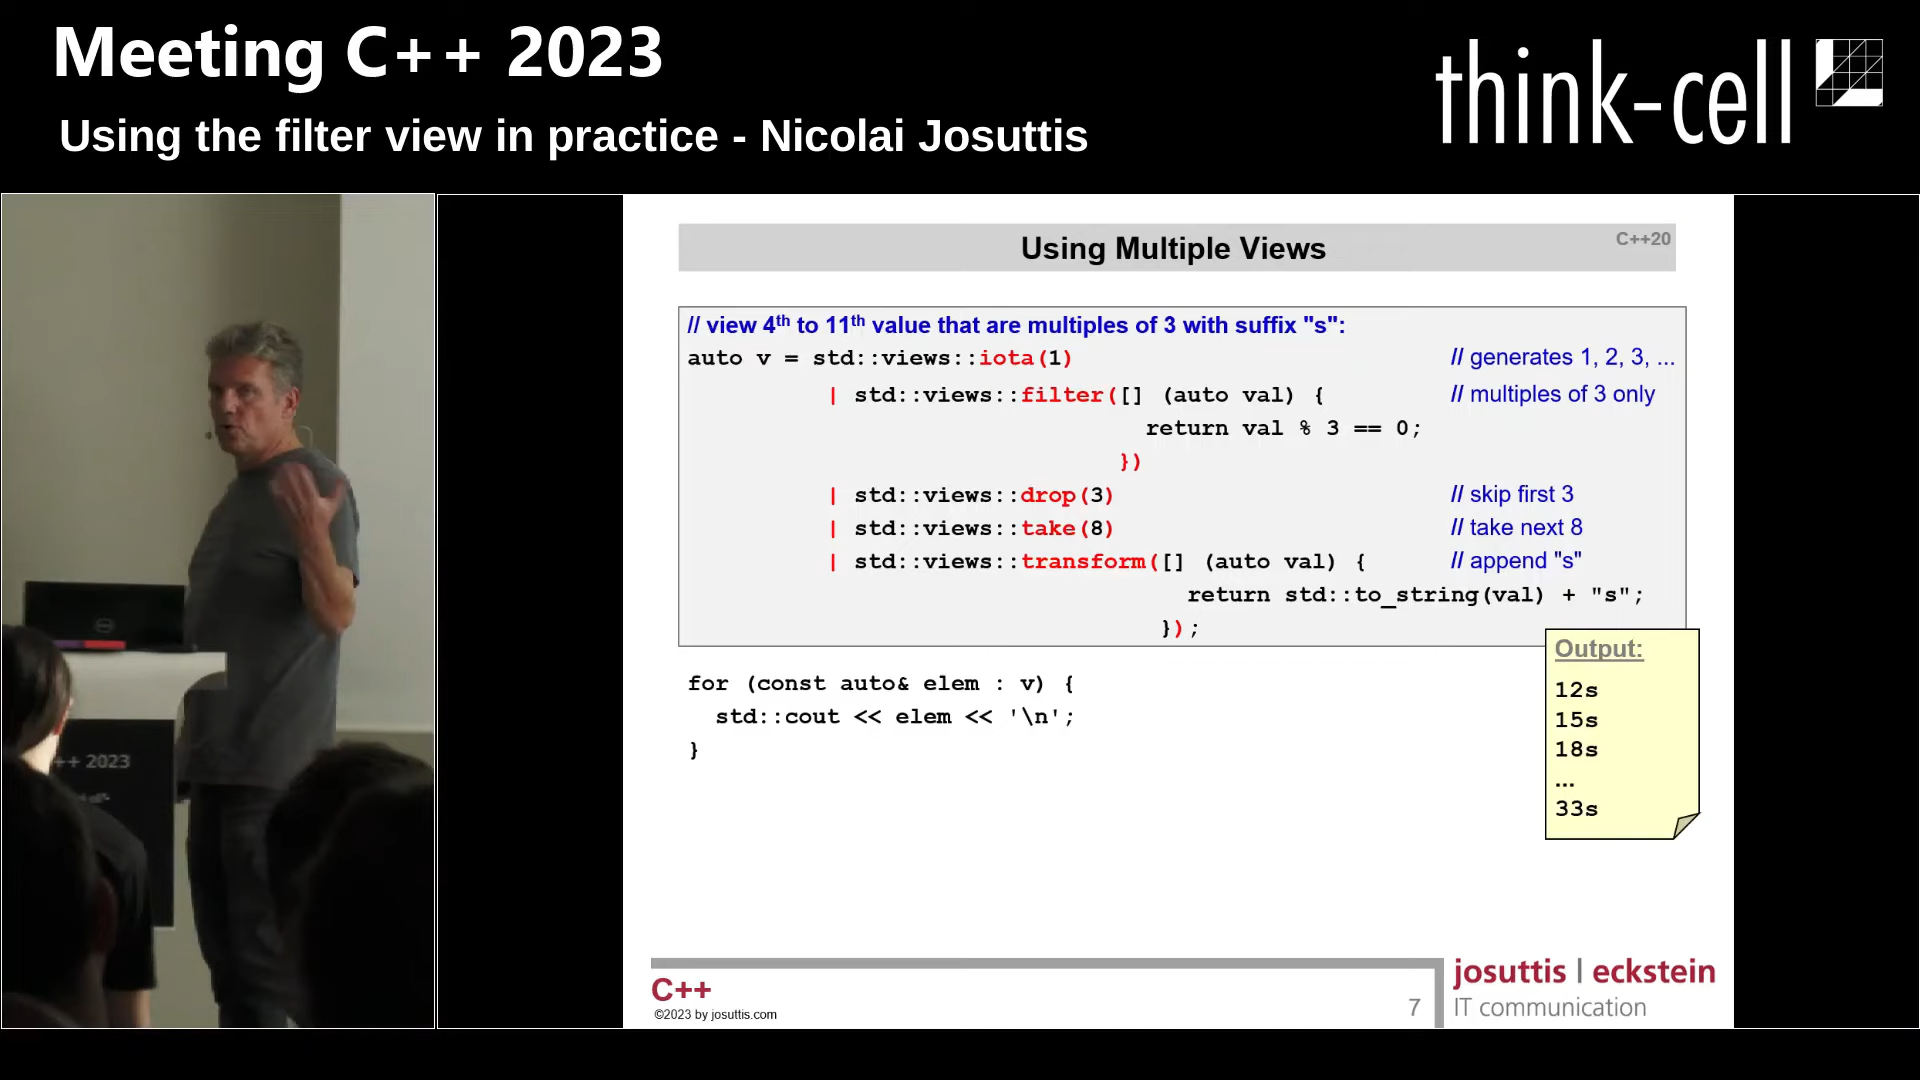 Meeting C++ 2023
Using the filter view in practice - Nicolai Josuttis
think-cell
++ 2023
Using Multiple Views
C++20
// view 4th to 11th value that are multiples of 3 with suffix "s":
auto v = std::views::iota(1) // generates 1, 2, 3, ...
| std::views::filter([] (auto val) { // multiples of 3 only
return val % 3 == 0;
})
| std::views::drop(3) // skip first 3
| std::views::take(8) // take next 8
| std::views::transform([] (auto val) { // append "s"
return std::to_string(val) + "s";
});
for (const auto& elem : v) {
std::cout << elem << '\n';
}
Output:
12s
15s
18s
...
33s
C++
©2023 by josuttis.com
7
josuttis | eckstein
IT communication